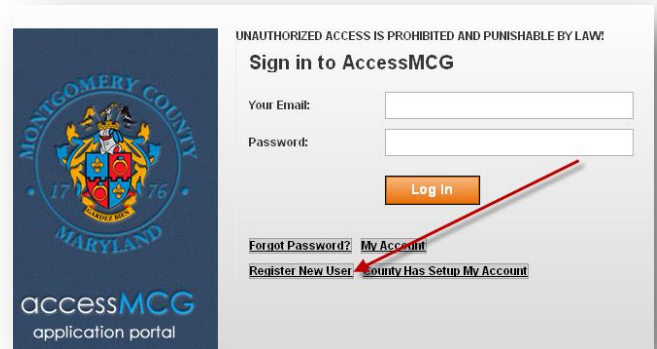 UNAUTHORIZED ACCESS IS PROHIBITED AND PUNISHABLE BY LAW!
Sign in to AccessMCG
Your Email:
Password:
Log In
Forgot Password? My Account
Register New User County Has Setup My Account
MONTGOMERY COUNTY
17 76
GARDEZ BIEN
MARYLAND
accessMCG
application portal